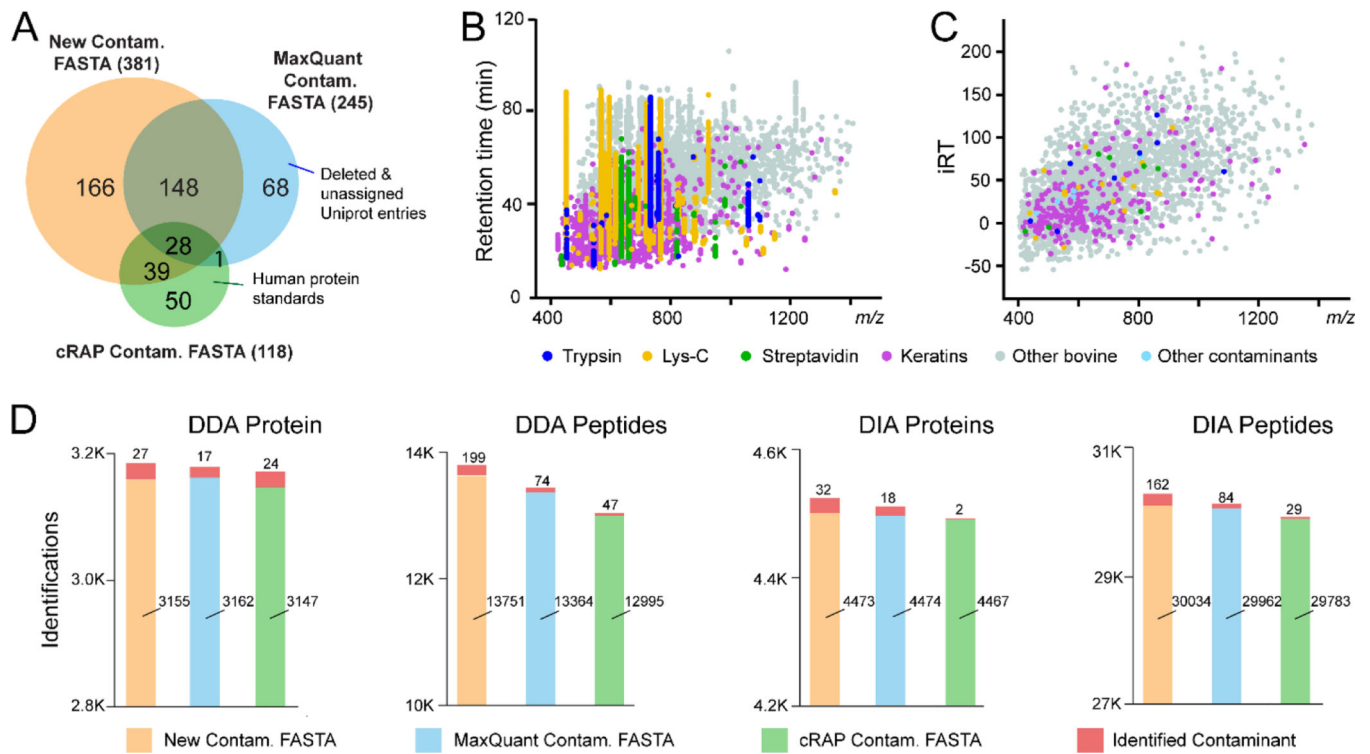 A
New Contam.
FASTA (381)
MaxQuant
Contam.
FASTA (245)
166
148
68
Deleted &
unassigned
Uniprot entries
28
1
39
50
Human protein
standards
cRAP Contam. FASTA (118)
B
Retention time (min)
120
80
40
0
400
800
1200
m/z
C
iRT
200
150
100
50
0
-50
400
800
1200
m/z
Trypsin
Lys-C
Streptavidin
Keratins
Other bovine
Other contaminants
D
Identifications
DDA Protein
3.2K
3.0K
2.8K
27
17
24
3155
3162
3147
DDA Peptides
14K
12K
10K
199
74
47
13751
13364
12995
DIA Proteins
4.6K
4.4K
4.2K
32
18
2
4473
4474
4467
DIA Peptides
31K
29K
27K
162
84
29
30034
29962
29783
New Contam. FASTA
MaxQuant Contam. FASTA
cRAP Contam. FASTA
Identified Contaminant